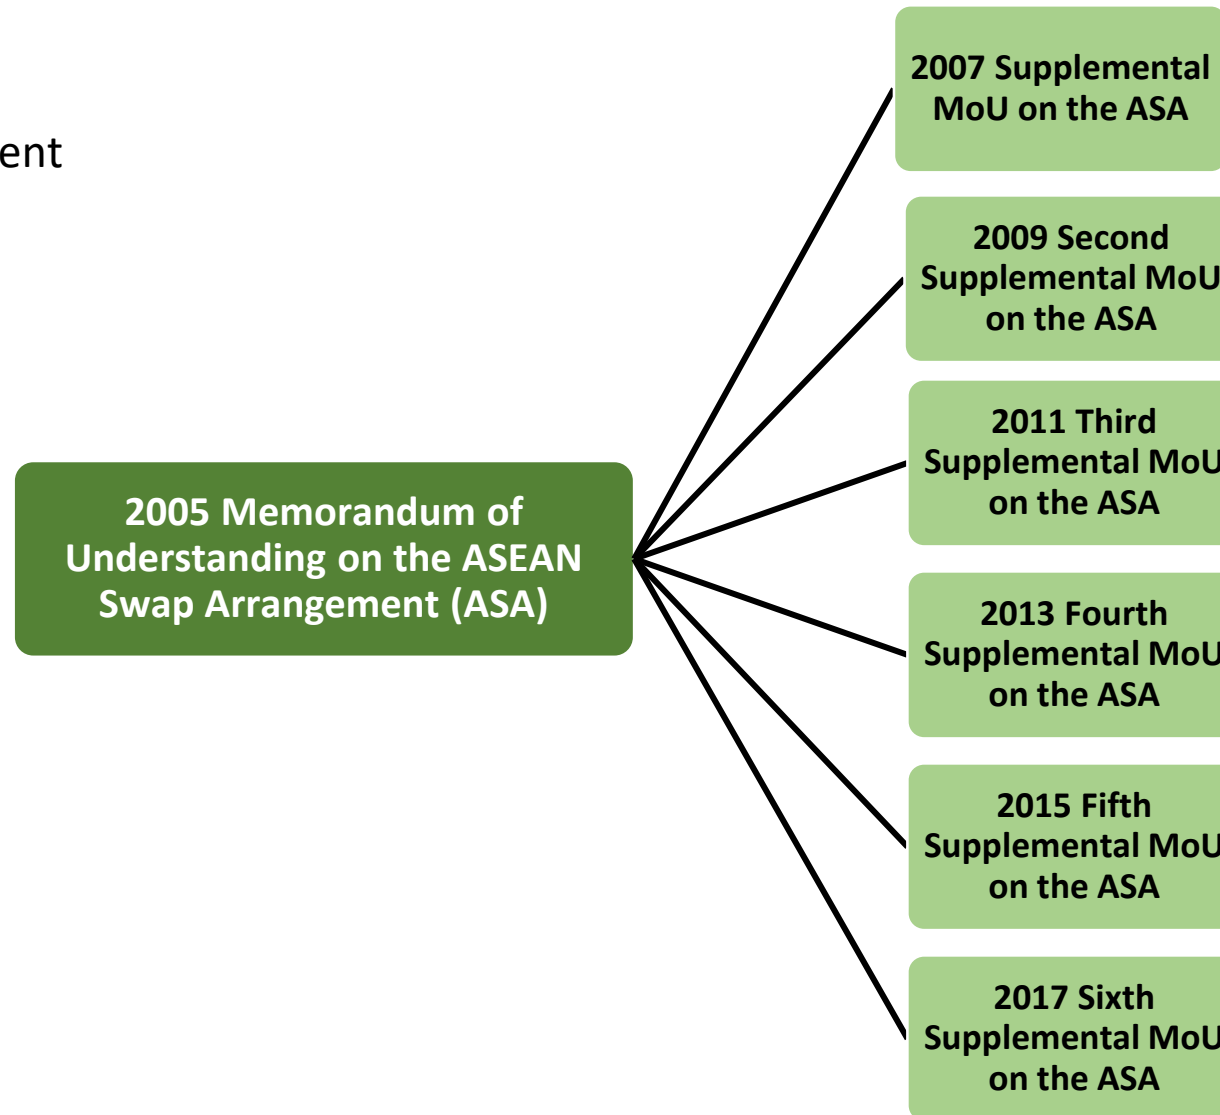 ent
2007 Supplemental
MoU on the ASA
2009 Second
Supplemental MoU
on the ASA
2011 Third
Supplemental MoU
on the ASA
2005 Memorandum of
Understanding on the ASEAN
Swap Arrangement (ASA)
2013 Fourth
Supplemental MoU
on the ASA
2015 Fifth
Supplemental MoU
on the ASA
2017 Sixth
Supplemental MoU
on the ASA